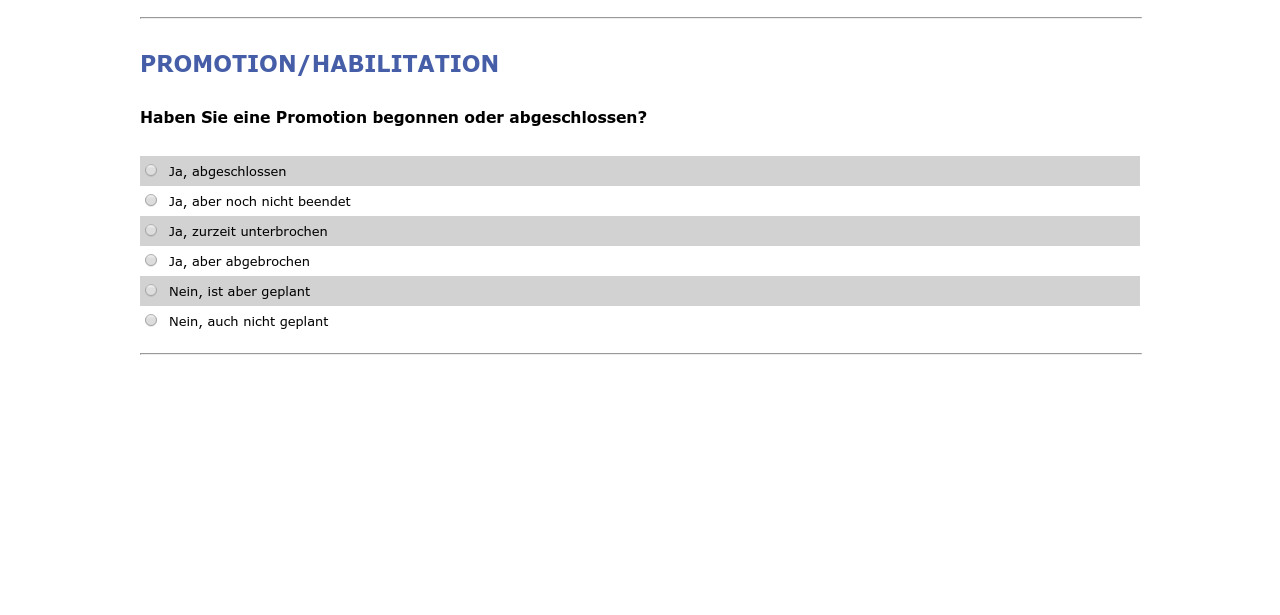 PROMOTION/HABILITATION
Haben Sie eine Promotion begonnen oder abgeschlossen?
Ja, abgeschlossen
Ja, aber noch nicht beendet
Ja, zurzeit unterbrochen
Ja, aber abgebrochen
Nein, ist aber geplant
Nein, auch nicht geplant